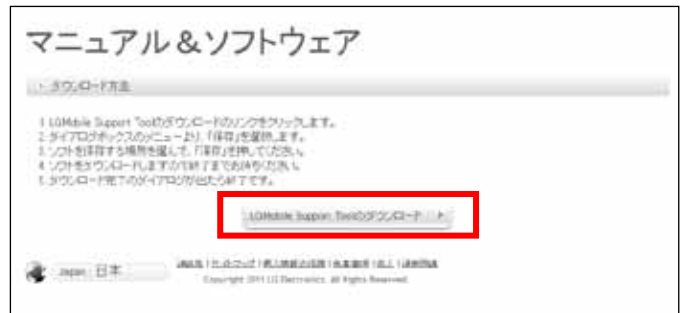 マニュアル＆ソフトウェア
ダウンロード方法
1 LGMobile Support Toolのダウンロードのリンクをクリックします。
2 ダイアログボックスのメニューより、「保存」を選択します。
3 ソフトを保存する場所を選んで、「保存」を押してください。
4 ソフトをダウンロードしますので終了までお待ちください。
5 ダウンロード完了のダイアログが出たら終了です。
LGMobile Support Toolのダウンロード
Japan 日本
サイトマップ
Copyright 2011 LG Electronics. All Rights Reserved